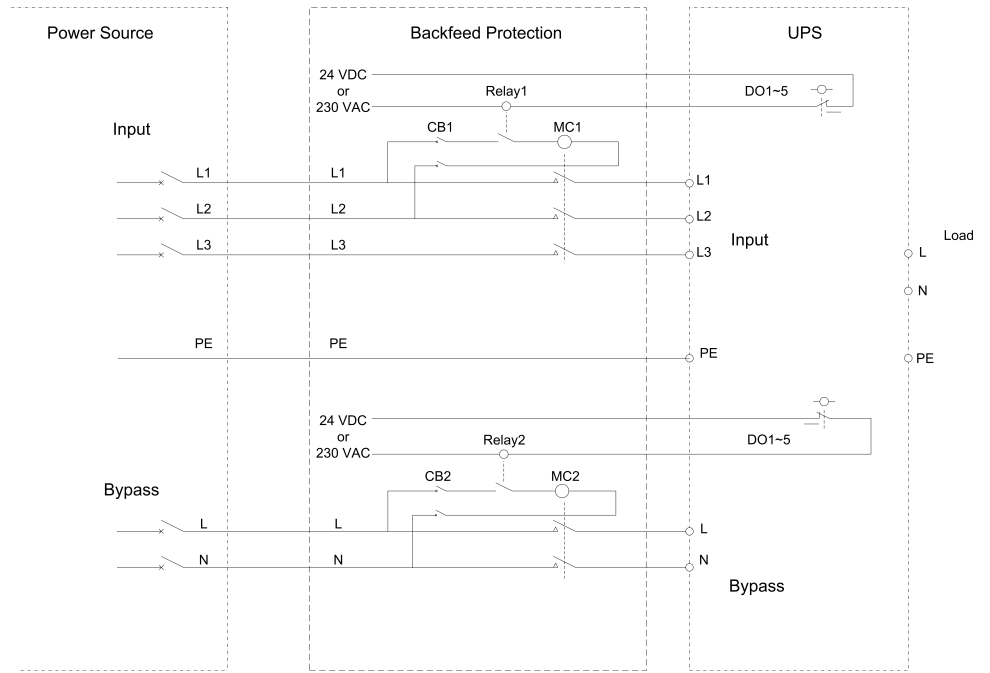 Power Source
Backfeed Protection
UPS
24 VDC
or
230 VAC
Relay1
DO1~5
Input
CB1
MC1
L1
L1
L1
L2
L2
L2
L3
L3
L3
Input
Load
L
N
PE
PE
PE
PE
24 VDC
or
230 VAC
Relay2
DO1~5
Bypass
CB2
MC2
L
L
L
N
N
N
Bypass